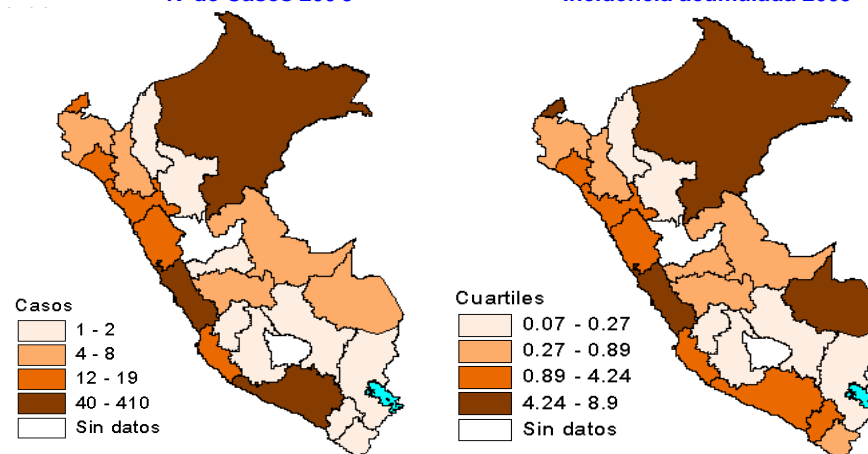 Casos
1 - 2
4 - 8
12 - 19
40 - 410
Sin datos
Cuartiles
0.07 - 0.27
0.27 - 0.89
0.89 - 4.24
4.24 - 8.9
Sin datos